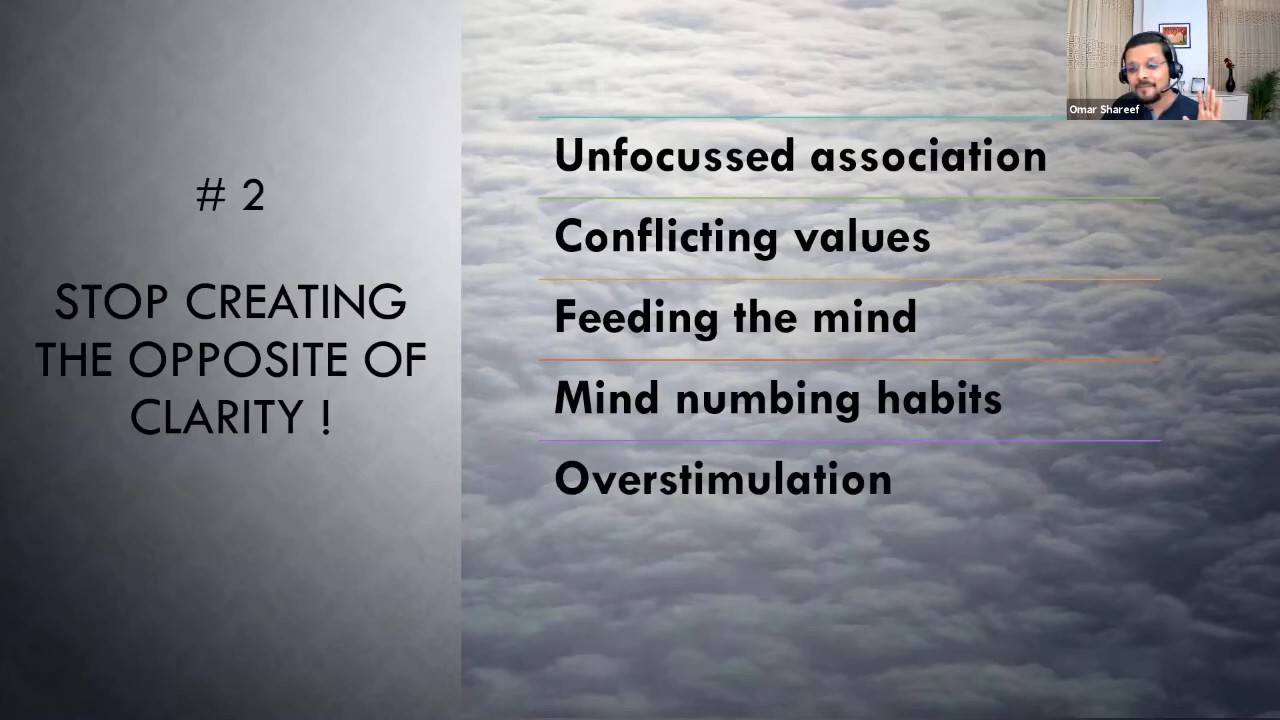 # 2
STOP CREATING
THE OPPOSITE OF
CLARITY !
Unfocussed association
Conflicting values
Feeding the mind
Mind numbing habits
Overstimulation
Omar Shareef